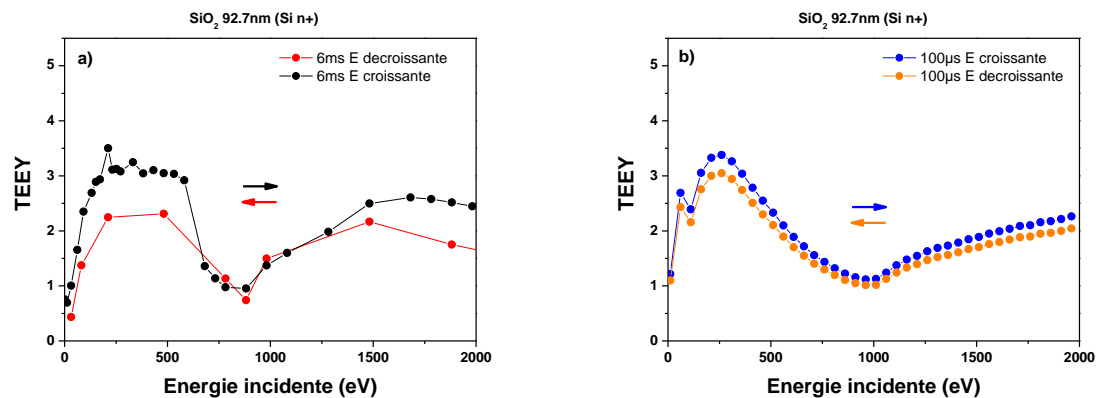 SiO2 92.7nm (Si n+)
a)
6ms E decroissante
6ms E croissante
TEEY
5
4
3
2
1
0
0
500
1000
1500
2000
Energie incidente (eV)
SiO2 92.7nm (Si n+)
b)
100µs E croissante
100µs E decroissante
TEEY
5
4
3
2
1
0
0
500
1000
1500
2000
Energie incidente (eV)